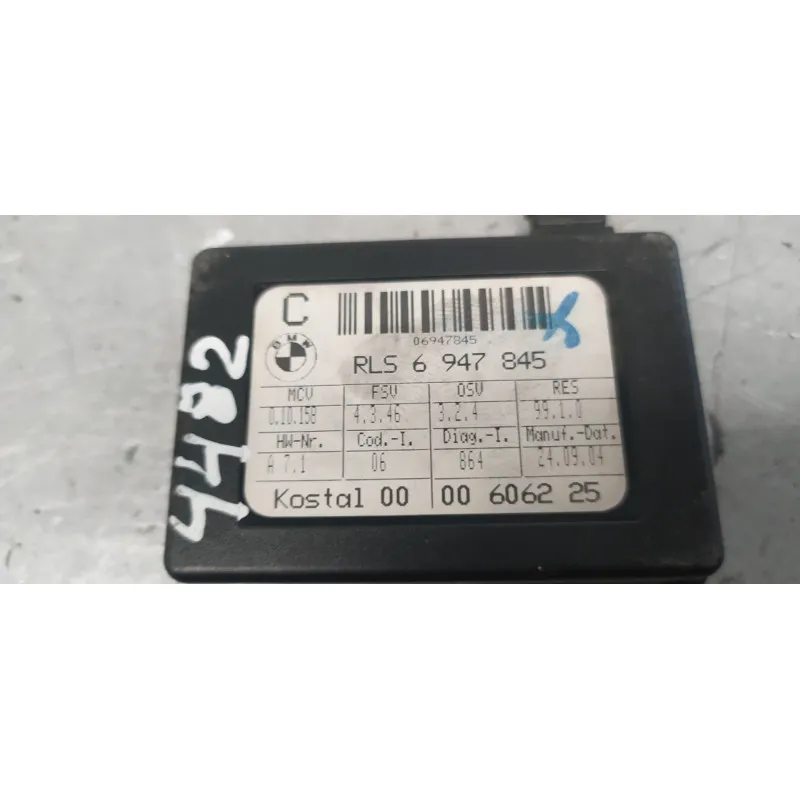 4482
C
06947845
BMW
RLS 6 947 845
MCV FSV OSV RES
0.10.158 4.3.46 3.2.4 99.1.0
HW-Nr. Cod.-I. Diag.-I. Manuf.-Dat.
A 7.1 06 864 24.09.04
Kostal 00 00 6062 25